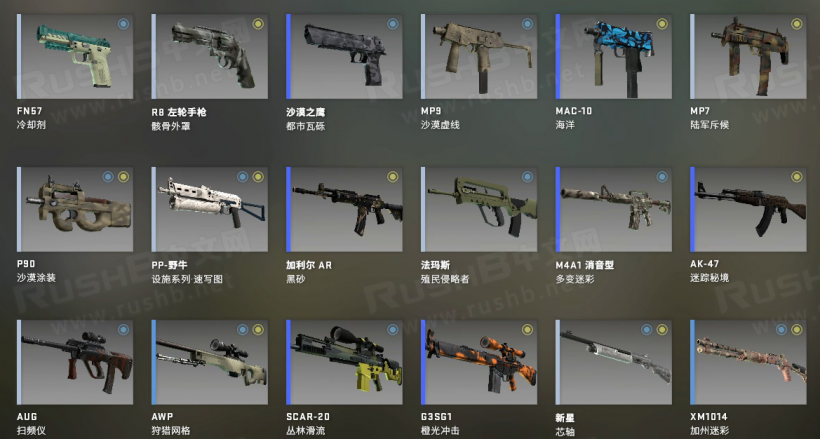 FN57
冷却剂
R8 左轮手枪
骸骨外罩
沙漠之鹰
都市瓦砾
MP9
沙漠虚线
MAC-10
海洋
MP7
陆军斥候
P90
沙漠涂装
PP-野牛
设施系列·速写图
加利尔 AR
黑砂
法玛斯
殖民侵略者
M4A1 消音型
多变迷彩
AK-47
迷踪秘境
AUG
扫频仪
AWP
狩猎网格
SCAR-20
丛林滑流
G3SG1
橙光冲击
新星
芯轴
XM1014
加州迷彩
RUSHB中文网
www.rushb.net